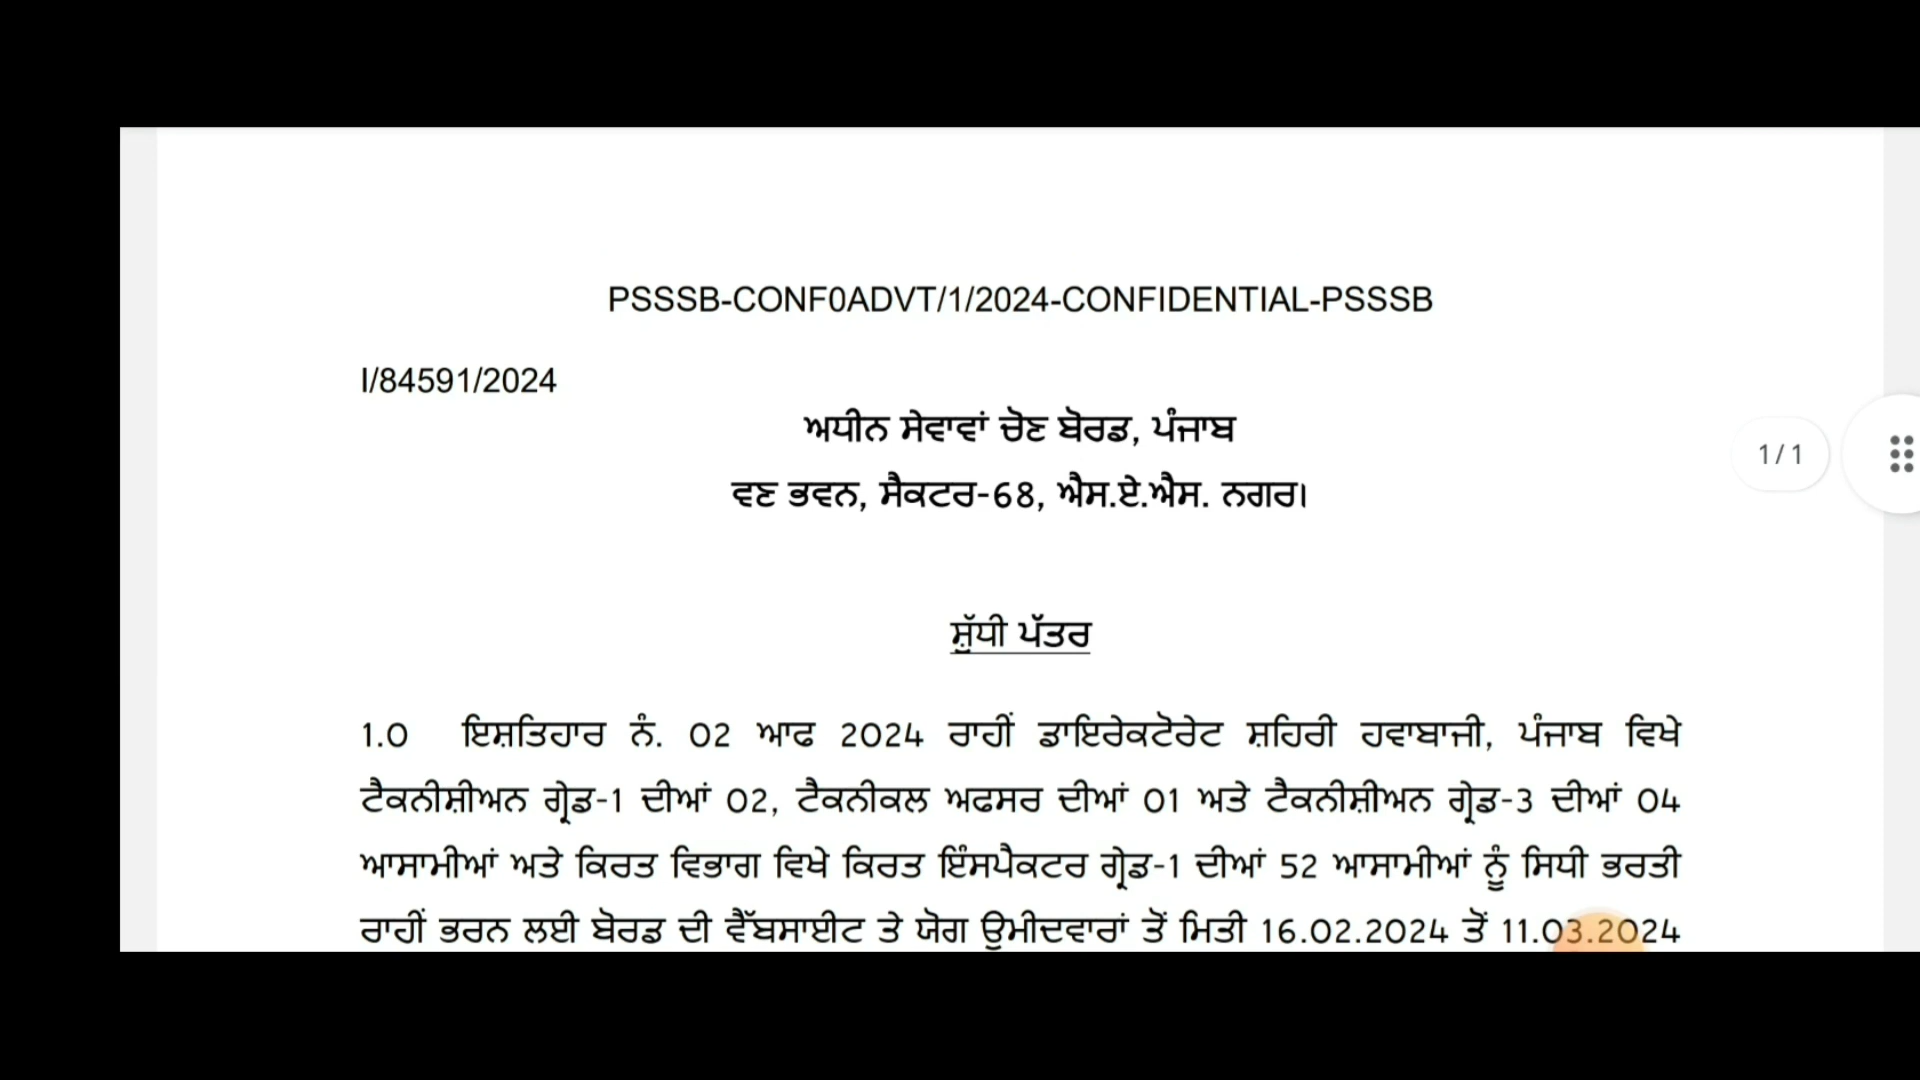 PSSSB-CONF0ADVT/1/2024-CONFIDENTIAL-PSSSB
I/84591/2024
ਅਧੀਨ ਸੇਵਾਵਾਂ ਚੋਣ ਬੋਰਡ, ਪੰਜਾਬ
ਵਣ ਭਵਨ, ਸੈਕਟਰ-68, ਐਸ.ਏ.ਐਸ. ਨਗਰ।
1/1
ਸ਼ੁੱਧੀ ਪੱਤਰ
1.0 ਇਸ਼ਤਿਹਾਰ ਨੰ. 02 ਆਫ 2024 ਰਾਹੀਂ ਡਾਇਰੇਕਟੋਰੇਟ ਸ਼ਹਿਰੀ ਹਵਾਬਾਜੀ, ਪੰਜਾਬ ਵਿਖੇ
ਟੈਕਨੀਸ਼ੀਅਨ ਗ੍ਰੇਡ-1 ਦੀਆਂ 02, ਟੈਕਨੀਕਲ ਅਫਸਰ ਦੀਆਂ 01 ਅਤੇ ਟੈਕਨੀਸ਼ੀਅਨ ਗ੍ਰੇਡ-3 ਦੀਆਂ 04
ਆਸਾਮੀਆਂ ਅਤੇ ਕਿਰਤ ਵਿਭਾਗ ਵਿਖੇ ਕਿਰਤ ਇੰਸਪੈਕਟਰ ਗ੍ਰੇਡ-1 ਦੀਆਂ 52 ਆਸਾਮੀਆਂ ਨੂੰ ਸਿਧੀ ਭਰਤੀ
ਰਾਹੀਂ ਭਰਨ ਲਈ ਬੋਰਡ ਦੀ ਵੈੱਬਸਾਈਟ ਤੇ ਯੋਗ ਉਮੀਦਵਾਰਾਂ ਤੋਂ ਮਿਤੀ 16.02.2024 ਤੋਂ 11.03.2024